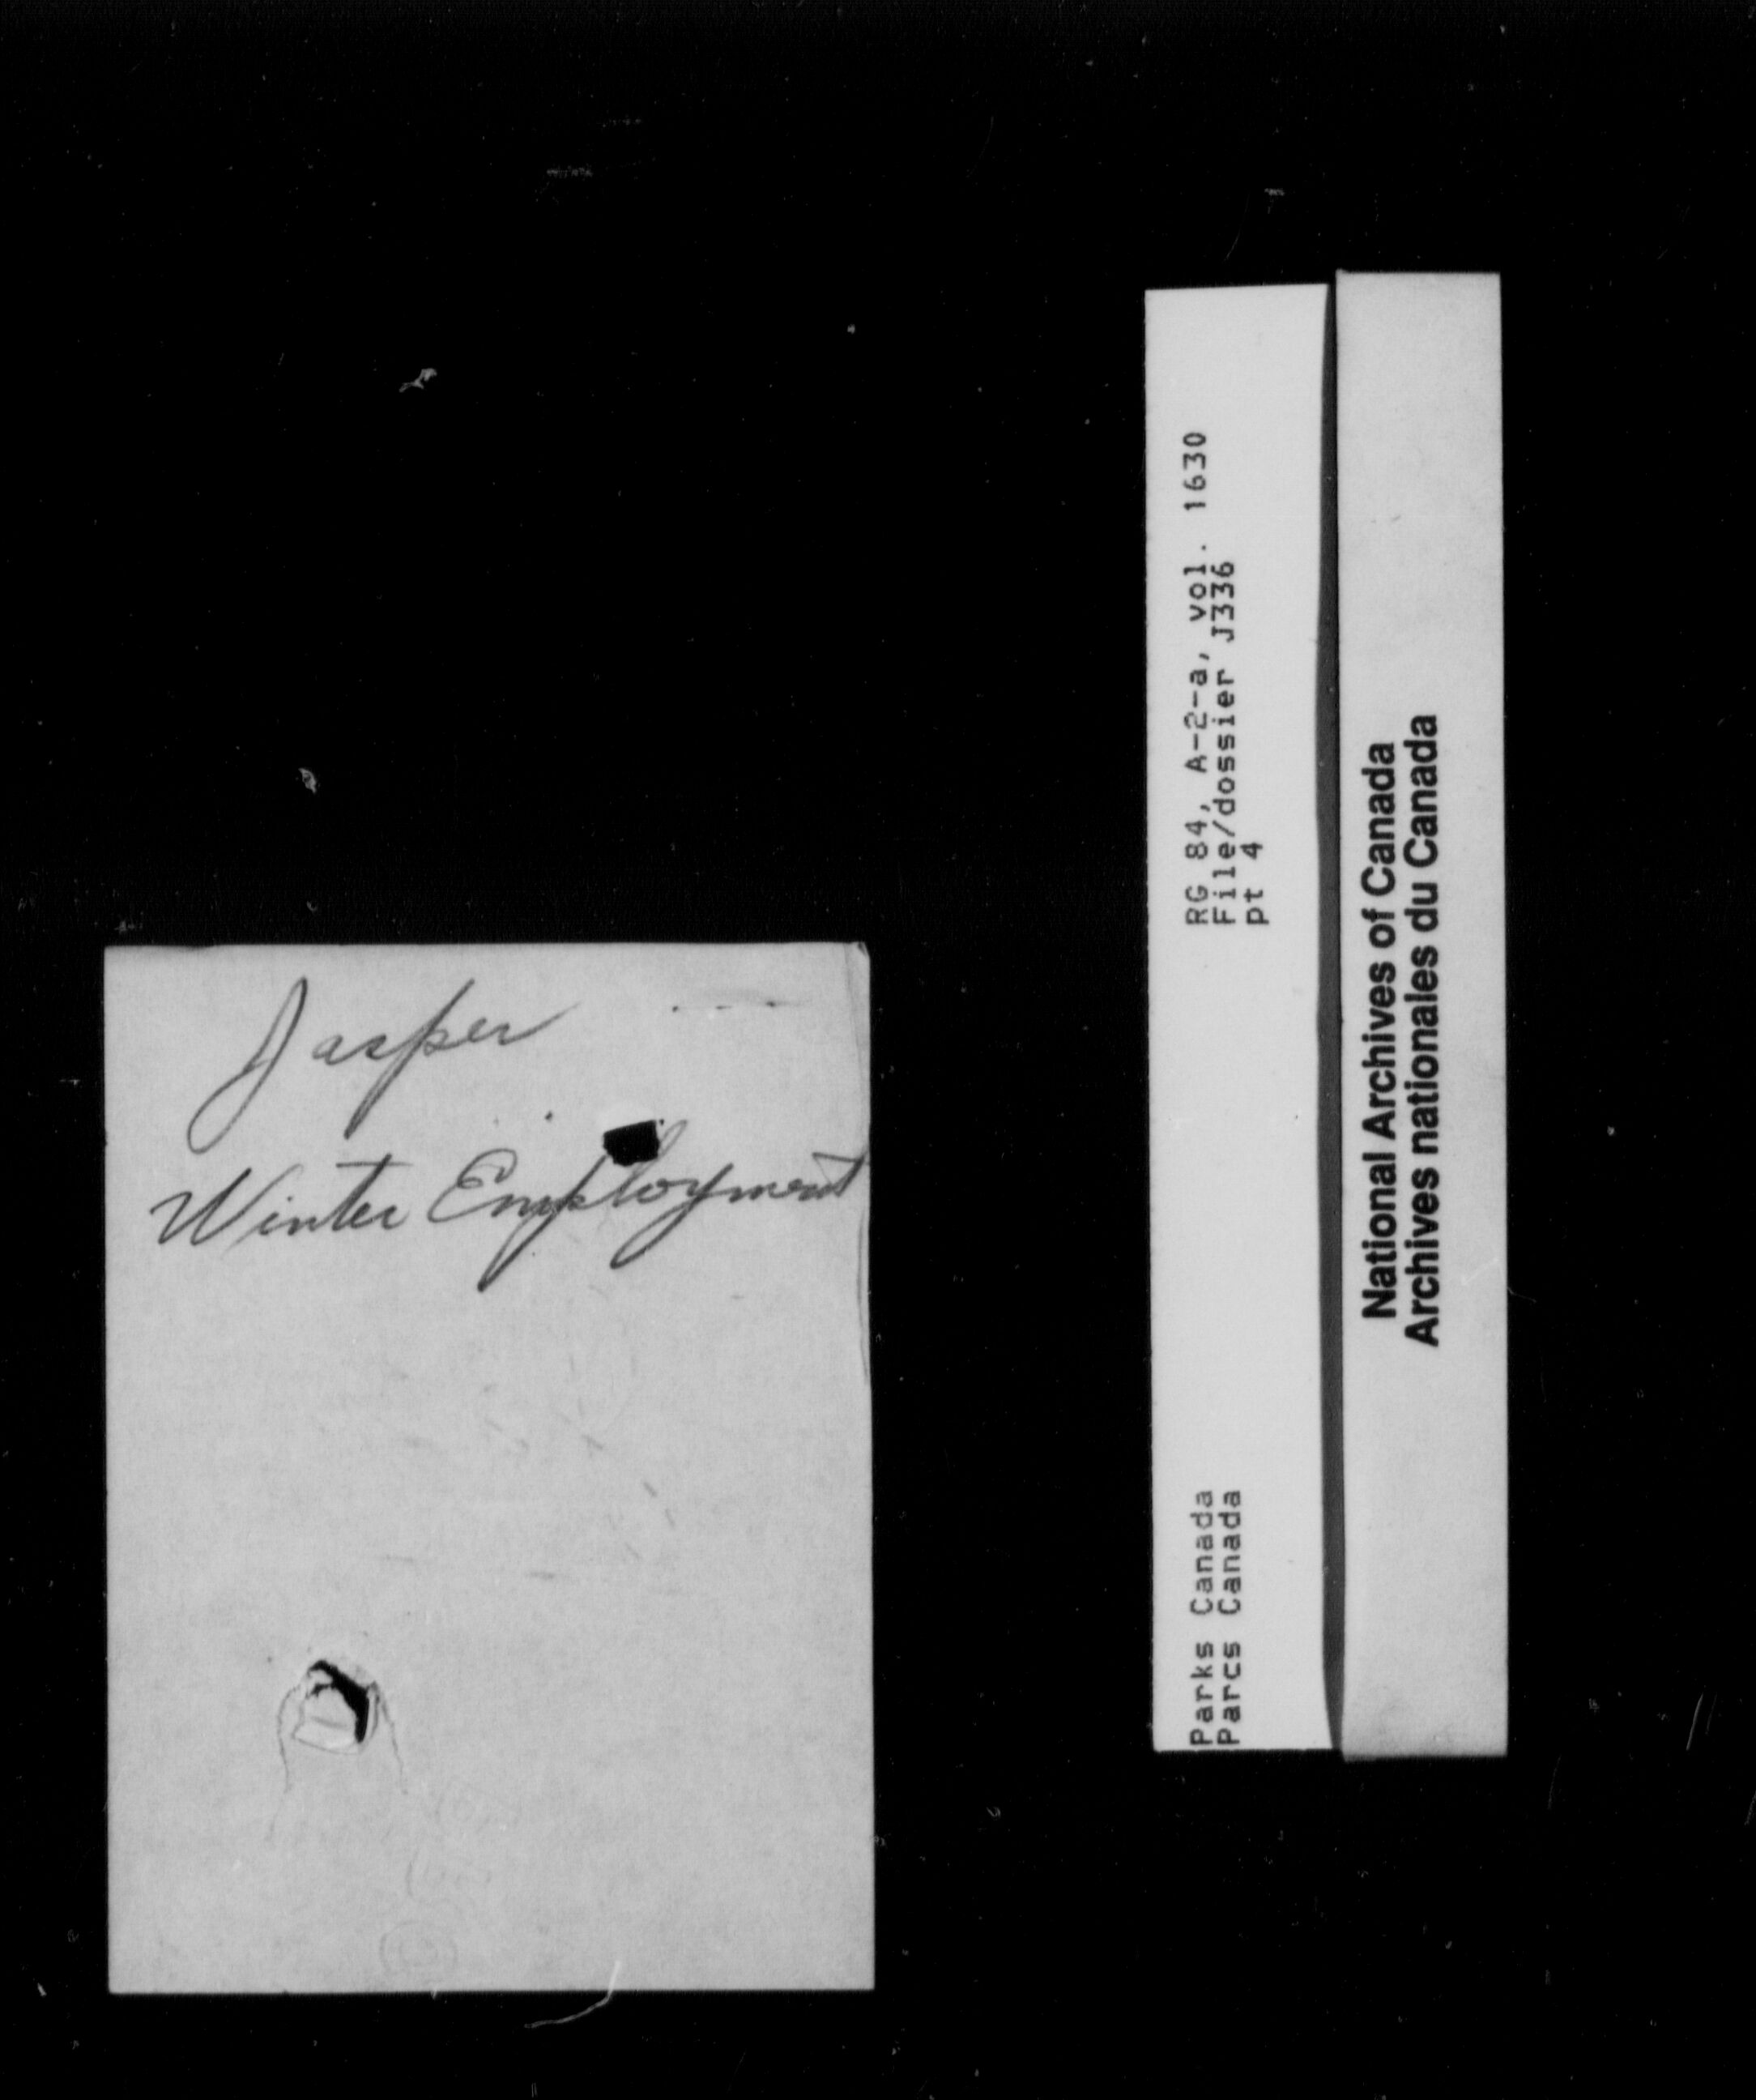 Jasper
Winter Employment
Parks Canada
Parcs Canada
RG 84, A-2-a, vol. 1630
File/dossier J336
pt 4
National Archives of Canada
Archives nationales du Canada